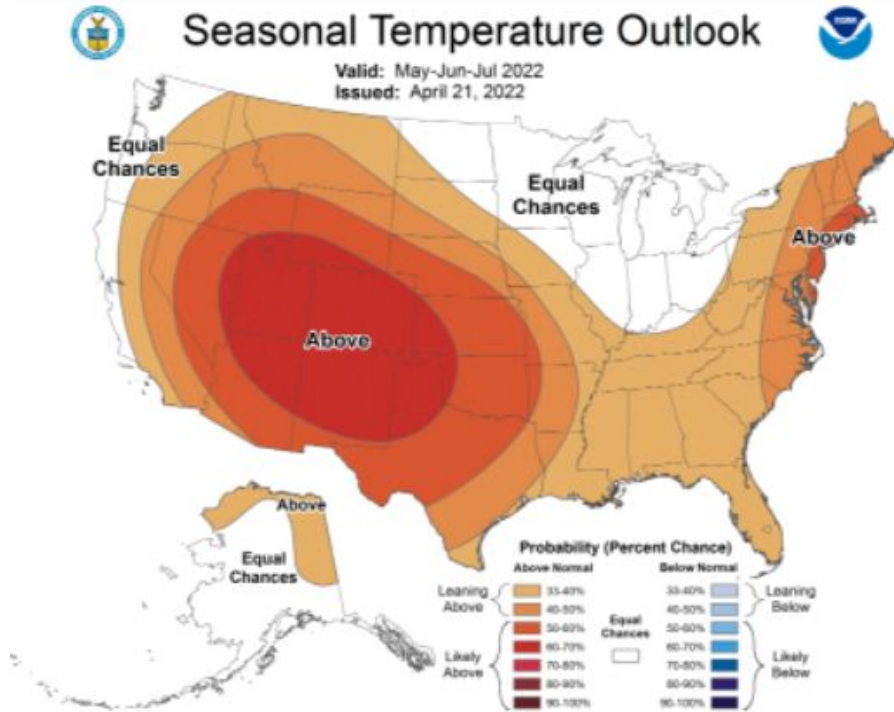 Seasonal Temperature Outlook
Valid: May-Jun-Jul 2022
Issued: April 21, 2022
Equal
Chances
Equal
Chances
Above
Above
Above
Equal
Chances
Probability (Percent Chance)
Above Normal
Below Normal
Leaning
Above
33-40%
40-50%
Likely
Above
50-60%
60-70%
70-80%
80-90%
90-100%
Equal
Chances
33-40%
40-50%
Leaning
Below
50-60%
60-70%
70-80%
80-90%
90-100%
Likely
Below